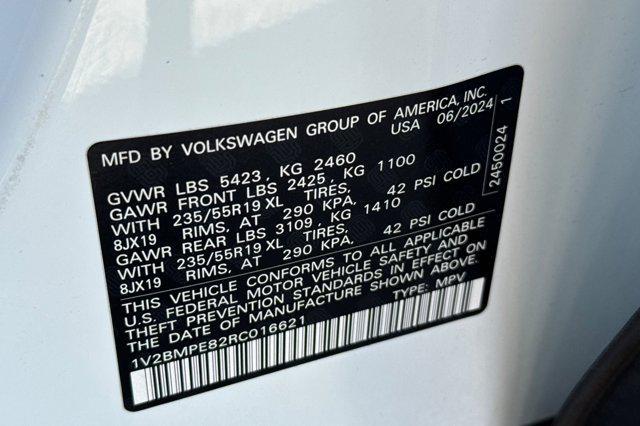 MFD BY VOLKSWAGEN GROUP OF AMERICA, INC.
USA 06/2024
GVWR LBS 5423, KG 2460
GAWR FRONT LBS 2425, KG 1100
WITH 235/55R19 XL TIRES,
8JX19 RIMS, AT 290 KPA, 42 PSI COLD
GAWR REAR LBS 3109, KG 1410
WITH 235/55R19 XL TIRES,
8JX19 RIMS, AT 290 KPA, 42 PSI COLD
THIS VEHICLE CONFORMS TO ALL APPLICABLE
U.S. FEDERAL MOTOR VEHICLE SAFETY AND
THEFT PREVENTION STANDARDS IN EFFECT ON
THE DATE OF MANUFACTURE SHOWN ABOVE.
TYPE: MPV
1V2BMPE82RC016621
2450024 1